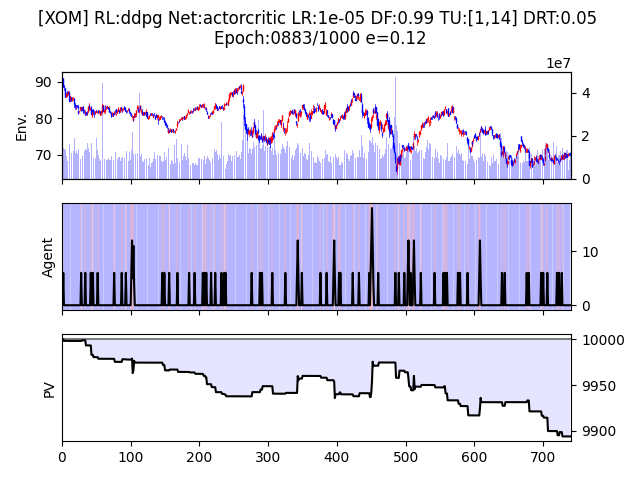 [XOM] RL:ddpg Net:actorcritic LR:1e-05 DF:0.99 TU:[1,14] DRT:0.05
Epoch:0883/1000 e=0.12
1e7
90
80
70
Env.
4
2
0
Agent
10
0
PV
10000
9950
9900
0 100 200 300 400 500 600 700